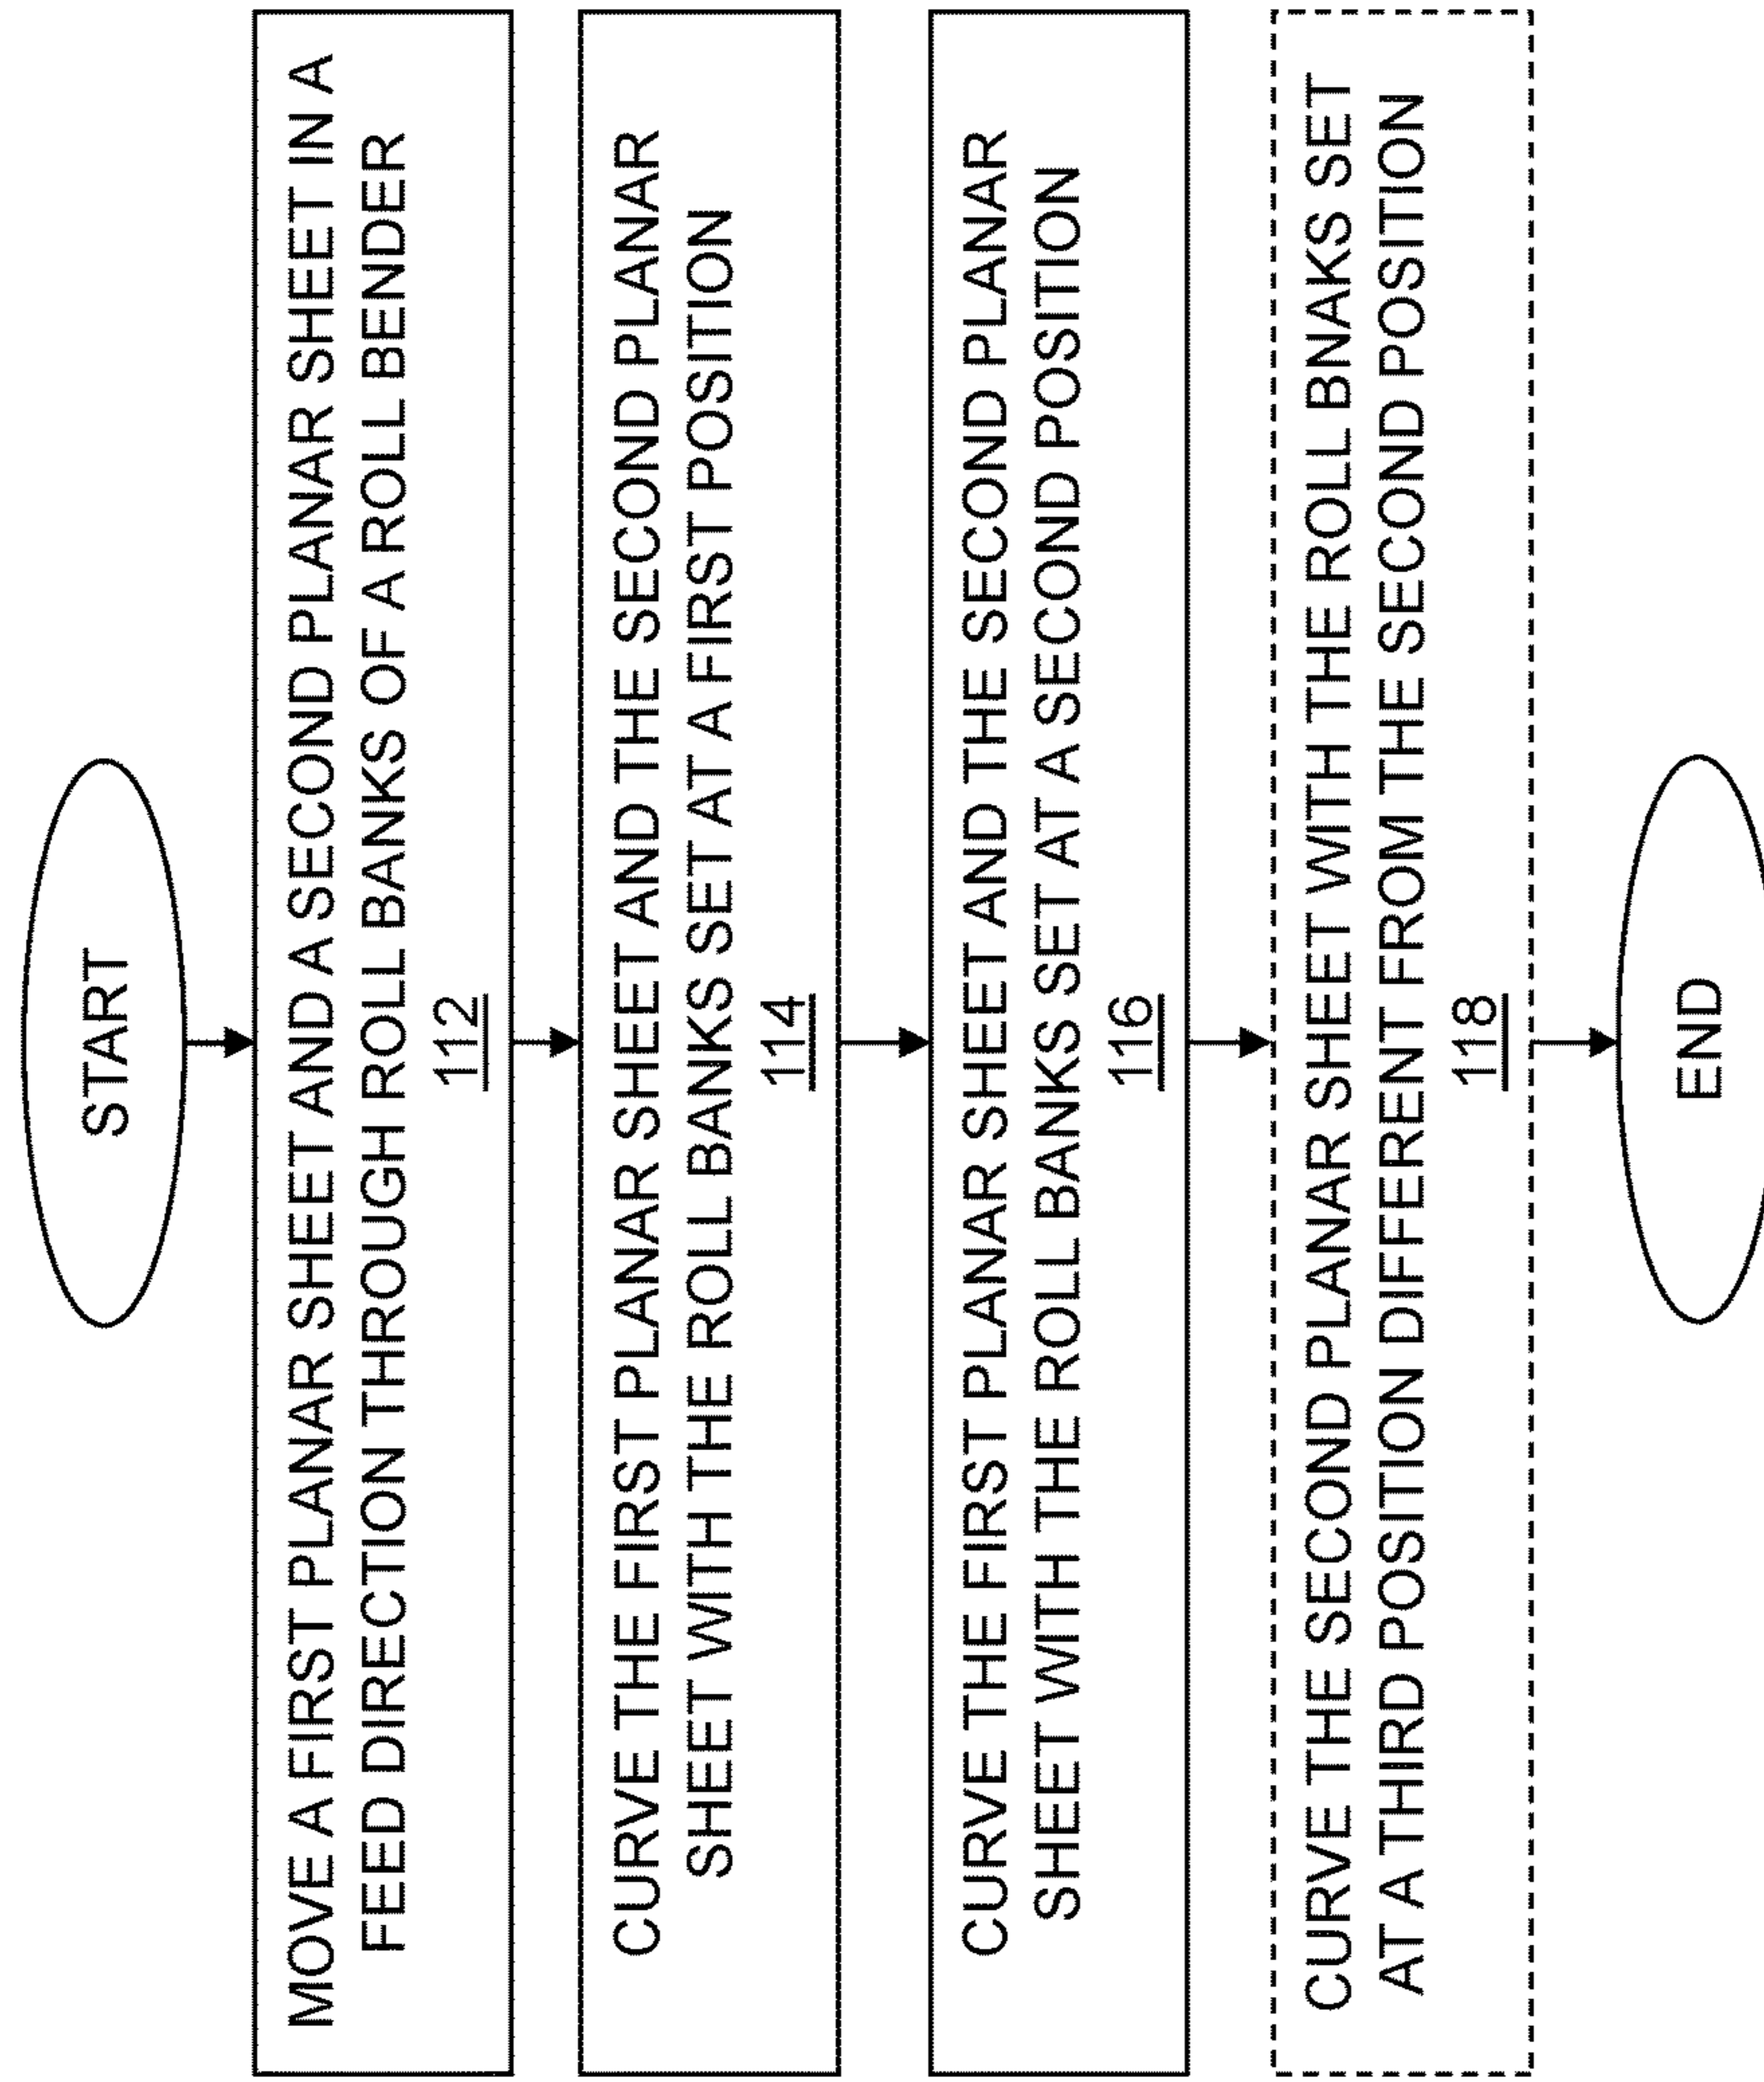 START
MOVE A FIRST PLANAR SHEET AND A SECOND PLANAR SHEET IN A
FEED DIRECTION THROUGH ROLL BANKS OF A ROLL BENDER
112
CURVE THE FIRST PLANAR SHEET AND THE SECOND PLANAR
SHEET WITH THE ROLL BANKS SET AT A FIRST POSITION
114
CURVE THE FIRST PLANAR SHEET AND THE SECOND PLANAR
SHEET WITH THE ROLL BANKS SET AT A SECOND POSITION
116
CURVE THE SECOND PLANAR SHEET WITH THE ROLL BNAKS SET
AT A THIRD POSITION DIFFERENT FROM THE SECOND POSITION
118
END